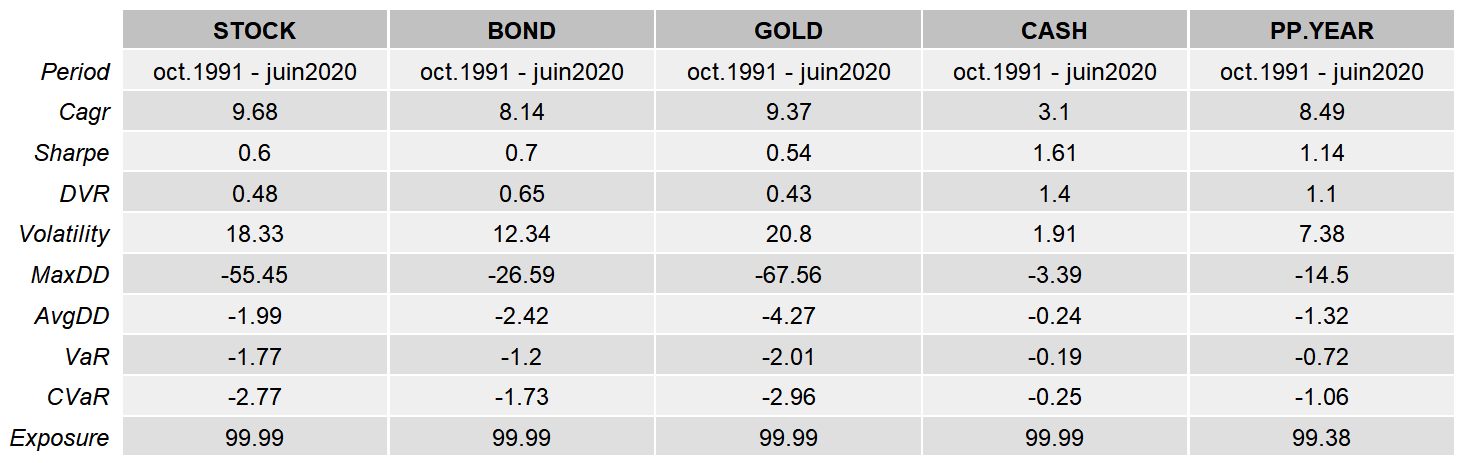 STOCK BOND GOLD CASH PP.YEAR
Period oct.1991 - juin2020 oct.1991 - juin2020 oct.1991 - juin2020 oct.1991 - juin2020 oct.1991 - juin2020
Cagr 9.68 8.14 9.37 3.1 8.49
Sharpe 0.6 0.7 0.54 1.61 1.14
DVR 0.48 0.65 0.43 1.4 1.1
Volatility 18.33 12.34 20.8 1.91 7.38
MaxDD -55.45 -26.59 -67.56 -3.39 -14.5
AvgDD -1.99 -2.42 -4.27 -0.24 -1.32
VaR -1.77 -1.2 -2.01 -0.19 -0.72
CVaR -2.77 -1.73 -2.96 -0.25 -1.06
Exposure 99.99 99.99 99.99 99.99 99.38